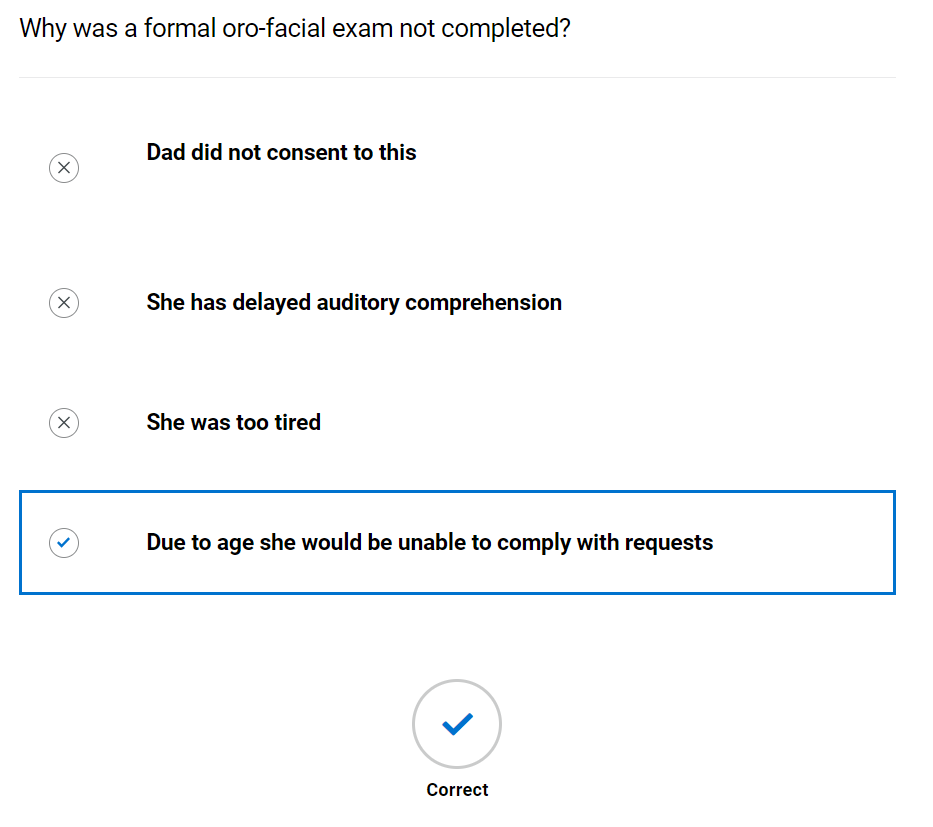 Why was a formal oro-facial exam not completed?
Dad did not consent to this
She has delayed auditory comprehension
She was too tired
Due to age she would be unable to comply with requests
Correct